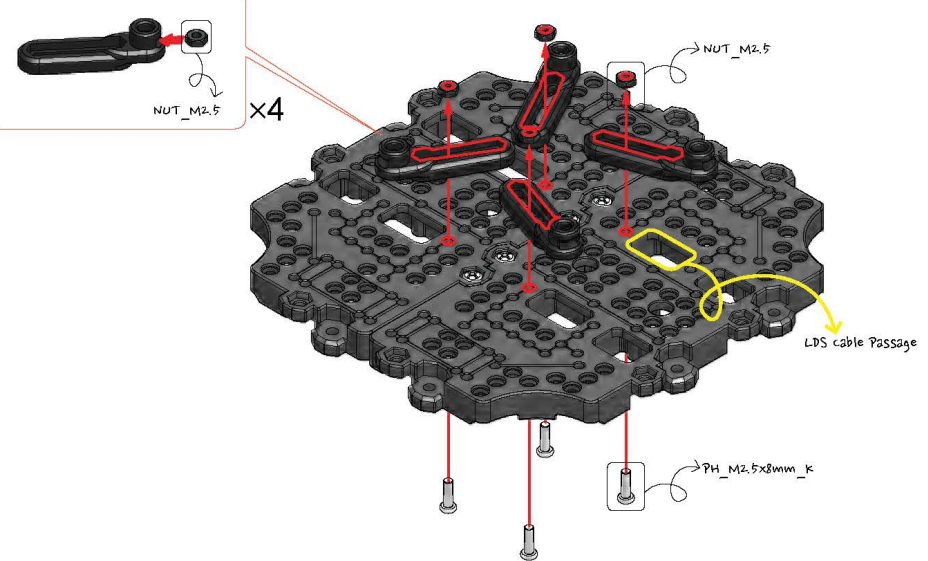 NUT_M2.5
×4
NUT_M2.5
LDS Cable Passage
PH_M2.5x8mm_K